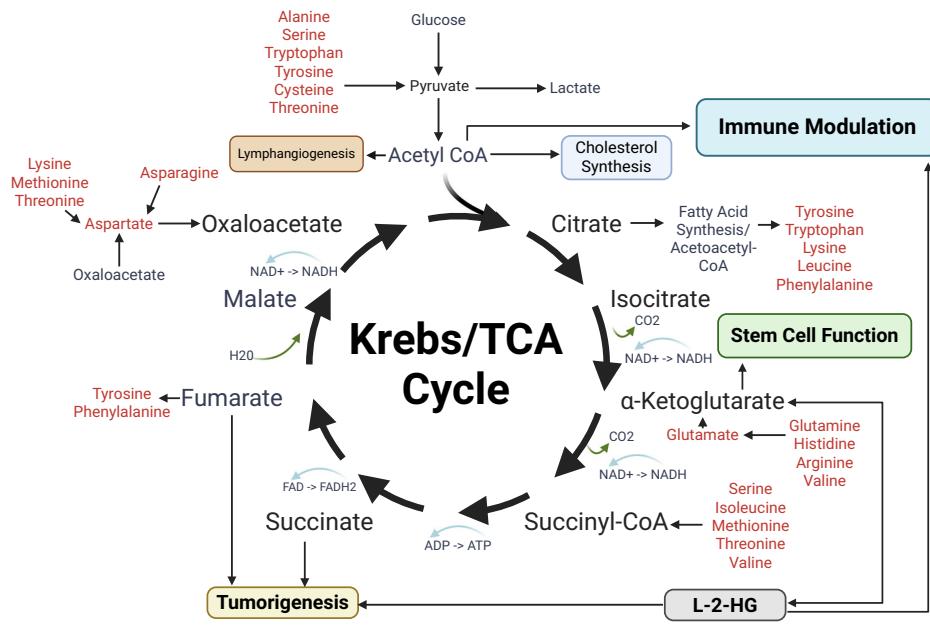 Alanine
Serine
Tryptophan
Tyrosine
Cysteine
Threonine
Glucose
Pyruvate
Lactate
Lymphangiogenesis
Acetyl CoA
Cholesterol
Synthesis
Immune Modulation
Lysine
Methionine
Threonine
Asparagine
Aspartate
Oxaloacetate
Oxaloacetate
Citrate
Fatty Acid
Synthesis/
Acetoacetyl-
CoA
Tyrosine
Tryptophan
Lysine
Leucine
Phenylalanine
NAD+ -> NADH
Malate
Isocitrate
CO2
NAD+ -> NADH
Stem Cell Function
H20
Krebs/TCA
Cycle
Tyrosine
Phenylalanine
Fumarate
α-Ketoglutarate
Glutamate
Glutamine
Histidine
Arginine
Valine
CO2
NAD+ -> NADH
FAD -> FADH2
Succinate
ADP -> ATP
Succinyl-CoA
Serine
Isoleucine
Methionine
Threonine
Valine
Tumorigenesis
L-2-HG